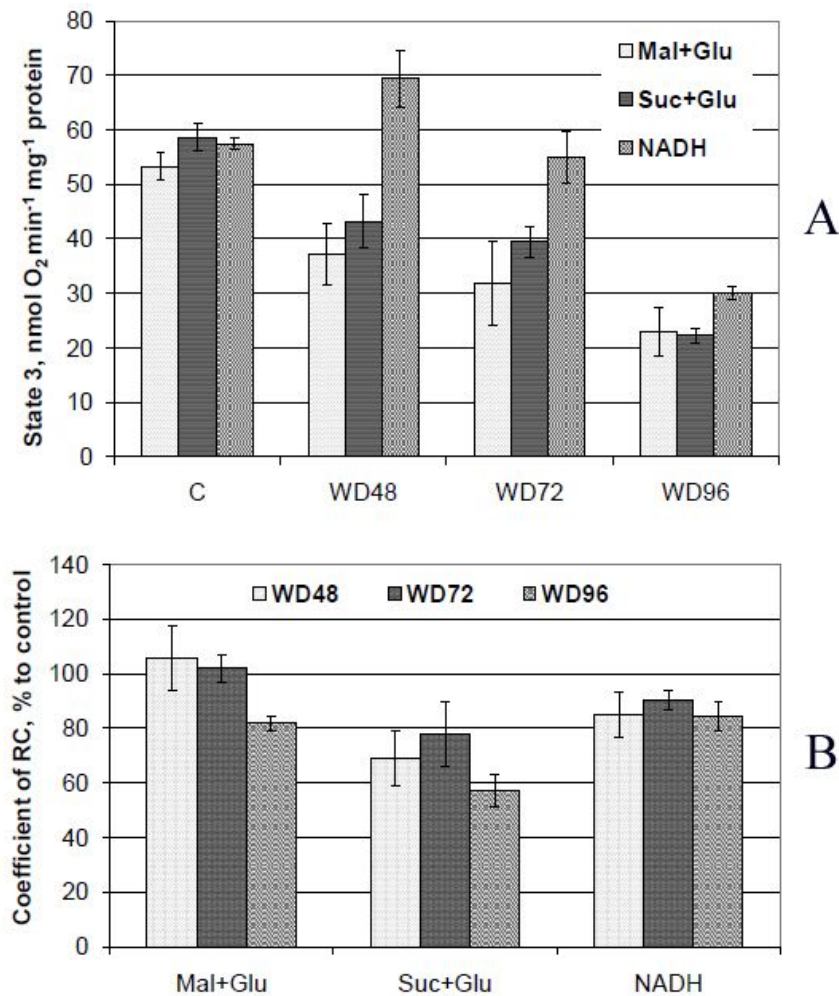 80
70
60
50
40
30
20
10
0
State 3, nmol O₂ min⁻¹ mg⁻¹ protein
Mal+Glu
Suc+Glu
NADH
C WD48 WD72 WD96
A
140
120
100
80
60
40
20
0
Coefficient of RC, % to control
WD48 WD72 WD96
Mal+Glu Suc+Glu NADH
B